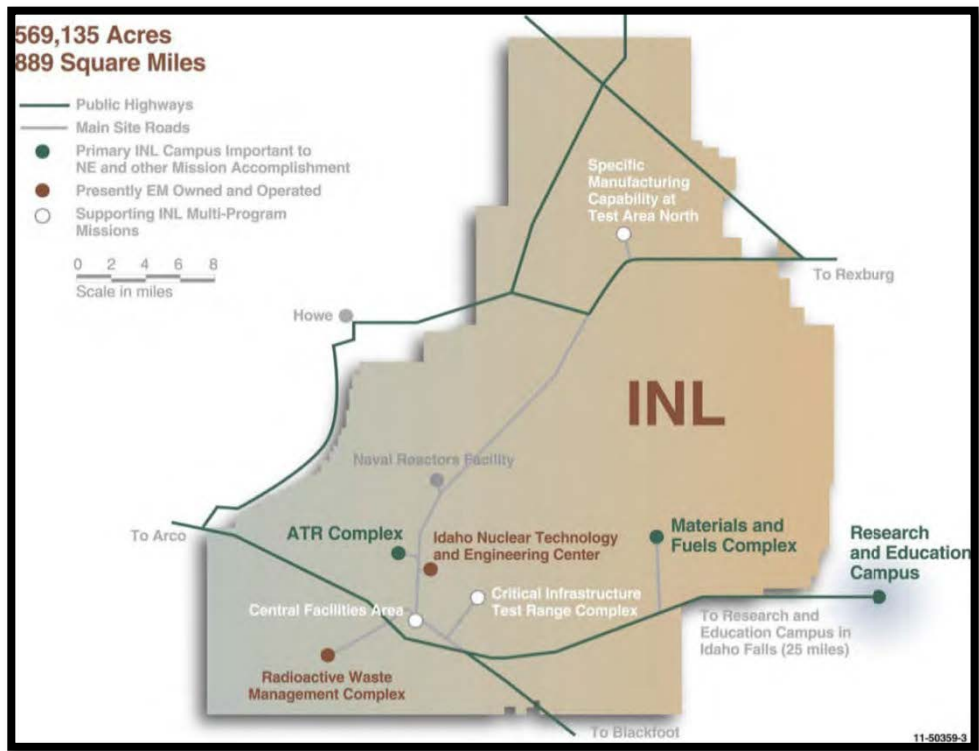 569,135 Acres
889 Square Miles
Public Highways
Main Site Roads
Primary INL Campus Important to
NE and other Mission Accomplishment
Presently EM Owned and Operated
Supporting INL Multi-Program
Missions
0 2 4 6 8
Scale in miles
Specific
Manufacturing
Capability at
Test Area North
To Rexburg
Howe
INL
Naval Reactors Facility
To Arco
ATR Complex
Idaho Nuclear Technology
and Engineering Center
Materials and
Fuels Complex
Research
and Education
Campus
Central Facilities Area
Critical Infrastructure
Test Range Complex
To Research and
Education Campus in
Idaho Falls (25 miles)
Radioactive Waste
Management Complex
To Blackfoot
11-50359-3